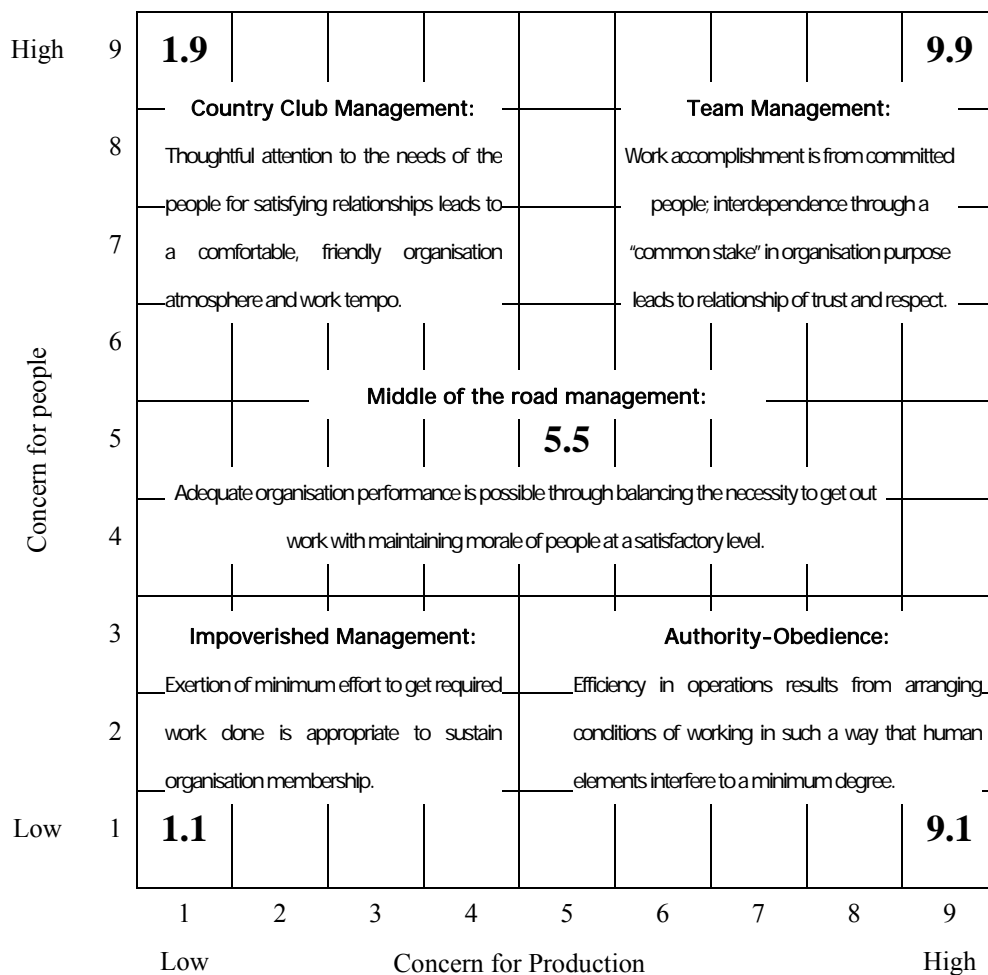 High 9 1.9 9.9
Country Club Management:
Thoughtful attention to the needs of the
people for satisfying relationships leads to
a comfortable, friendly organisation
atmosphere and work tempo.
Team Management:
Work accomplishment is from committed
people; interdependence through a
“common stake” in organisation purpose
leads to relationship of trust and respect.
8
7
6
Concern for people
Middle of the road management:
5 5.5
Adequate organisation performance is possible through balancing the necessity to get out
work with maintaining morale of people at a satisfactory level.
4
3
Impoverished Management:
Exertion of minimum effort to get required
work done is appropriate to sustain
organisation membership.
Authority-Obedience:
Efficiency in operations results from arranging
conditions of working in such a way that human
elements interfere to a minimum degree.
2
Low 1 1.1 9.1
1 2 3 4 5 6 7 8 9
Low Concern for Production High